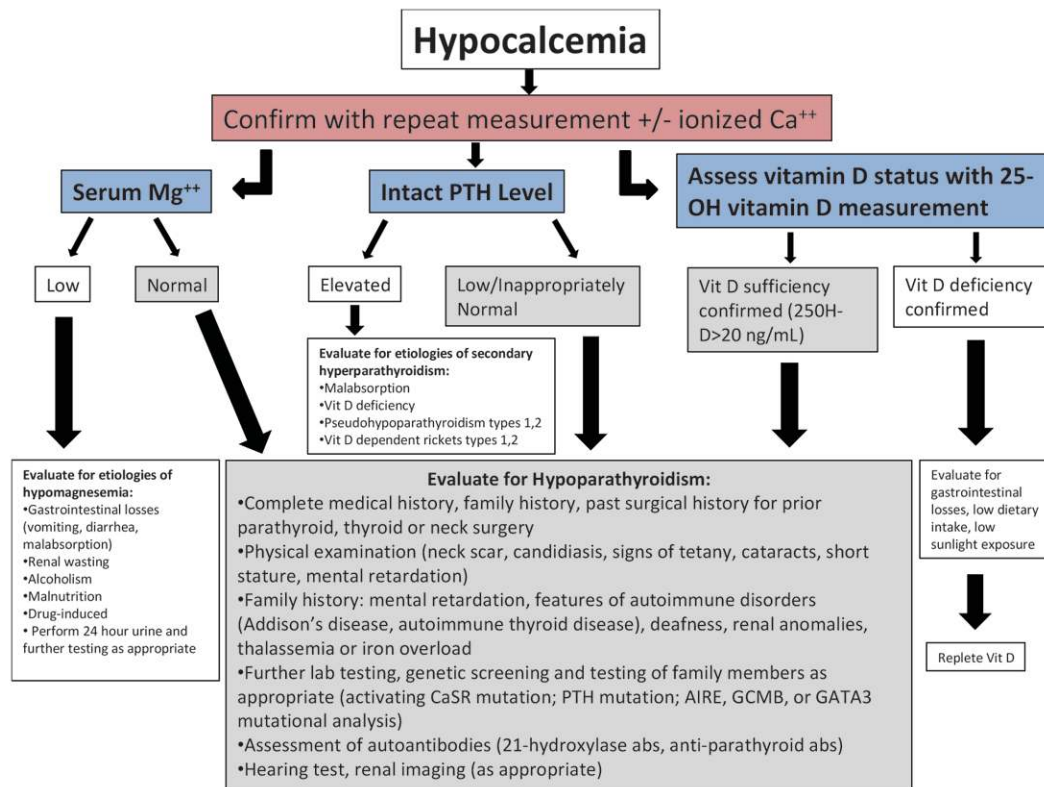 Hypocalcemia
Confirm with repeat measurement +/- ionized Ca⁺⁺
Serum Mg⁺⁺
Intact PTH Level
Assess vitamin D status with 25-
OH vitamin D measurement
Low
Normal
Elevated
Low/Inappropriately
Normal
Vit D sufficiency
confirmed (250H-
D>20 ng/mL)
Vit D deficiency
confirmed
Evaluate for etiologies of secondary
hyperparathyroidism:
•Malabsorption
•Vit D deficiency
•Pseudohypoparathyroidism types 1,2
•Vit D dependent rickets types 1,2
Evaluate for etiologies of
hypomagnesemia:
•Gastrointestinal losses
(vomiting, diarrhea,
malabsorption)
•Renal wasting
•Alcoholism
•Malnutrition
•Drug-induced
• Perform 24 hour urine and
further testing as appropriate
Evaluate for Hypoparathyroidism:
•Complete medical history, family history, past surgical history for prior
parathyroid, thyroid or neck surgery
•Physical examination (neck scar, candidiasis, signs of tetany, cataracts, short
stature, mental retardation)
•Family history: mental retardation, features of autoimmune disorders
(Addison's disease, autoimmune thyroid disease), deafness, renal anomalies,
thalassemia or iron overload
•Further lab testing, genetic screening and testing of family members as
appropriate (activating CaSR mutation; PTH mutation; AIRE, GCMB, or GATA3
mutational analysis)
•Assessment of autoantibodies (21-hydroxylase abs, anti-parathyroid abs)
•Hearing test, renal imaging (as appropriate)
Evaluate for
gastrointestinal
losses, low dietary
intake, low
sunlight exposure
Replete Vit D